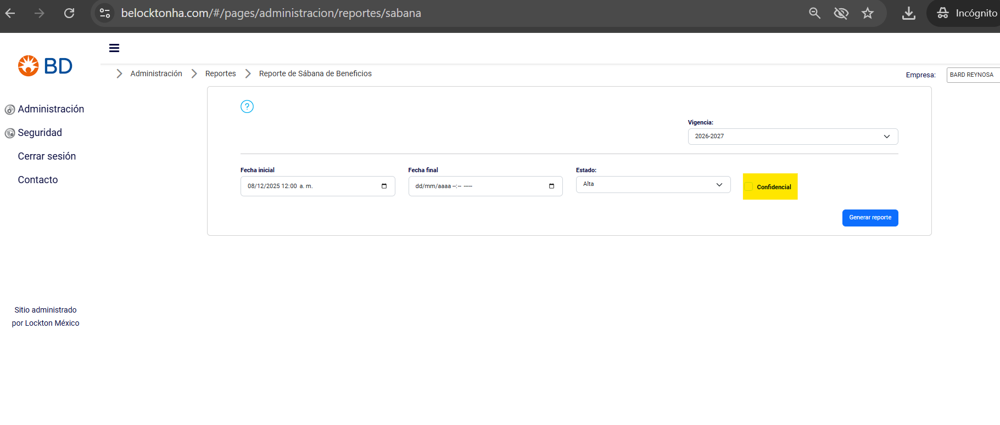 belocktonha.com/#/pages/administracion/reportes/sabana
Incógnito
BD
Administración
Reportes
Reporte de Sábana de Beneficios
Empresa:
BARD REYNOSA
Administración
Seguridad
Cerrar sesión
Contacto
Sitio administrado
por Lockton México
?
Vigencia:
2026-2027
Fecha inicial
08/12/2025 12:00 a. m.
Fecha final
dd/mm/aaaa --:-- -----
Estado:
Alta
Confidencial
Generar reporte